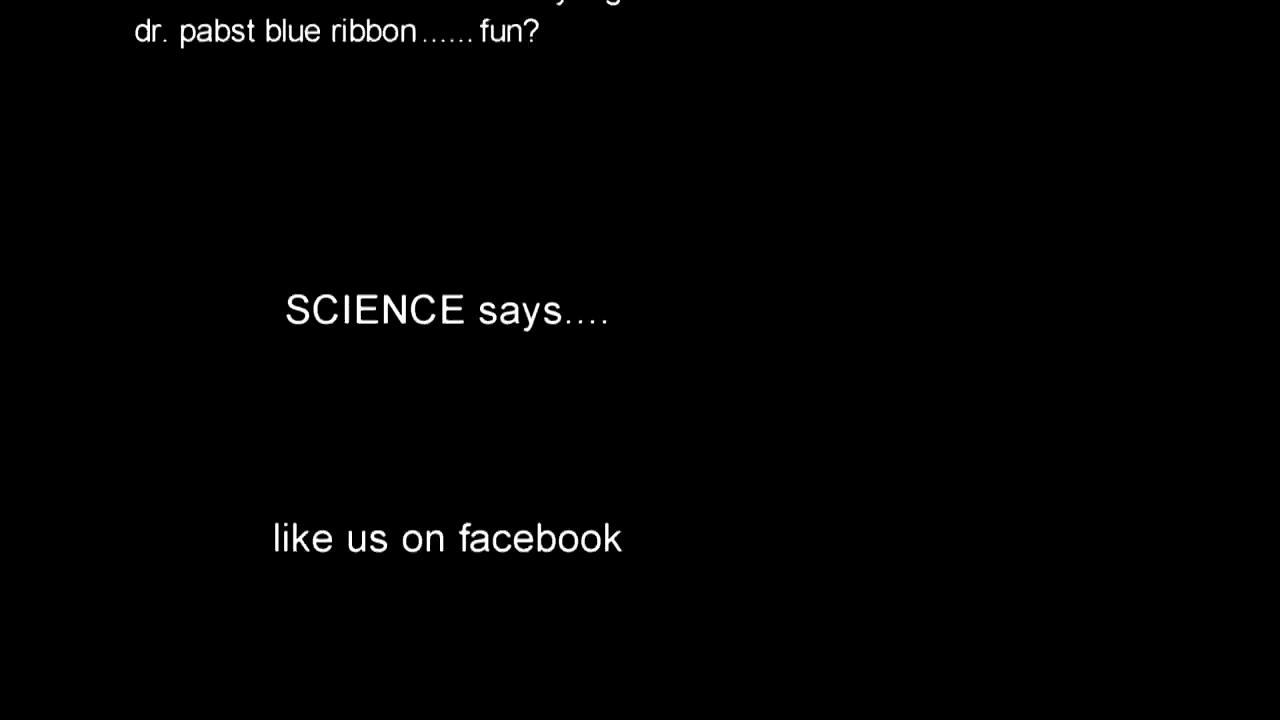 dr. pabst blue ribbon...... fun?
SCIENCE says....
like us on facebook